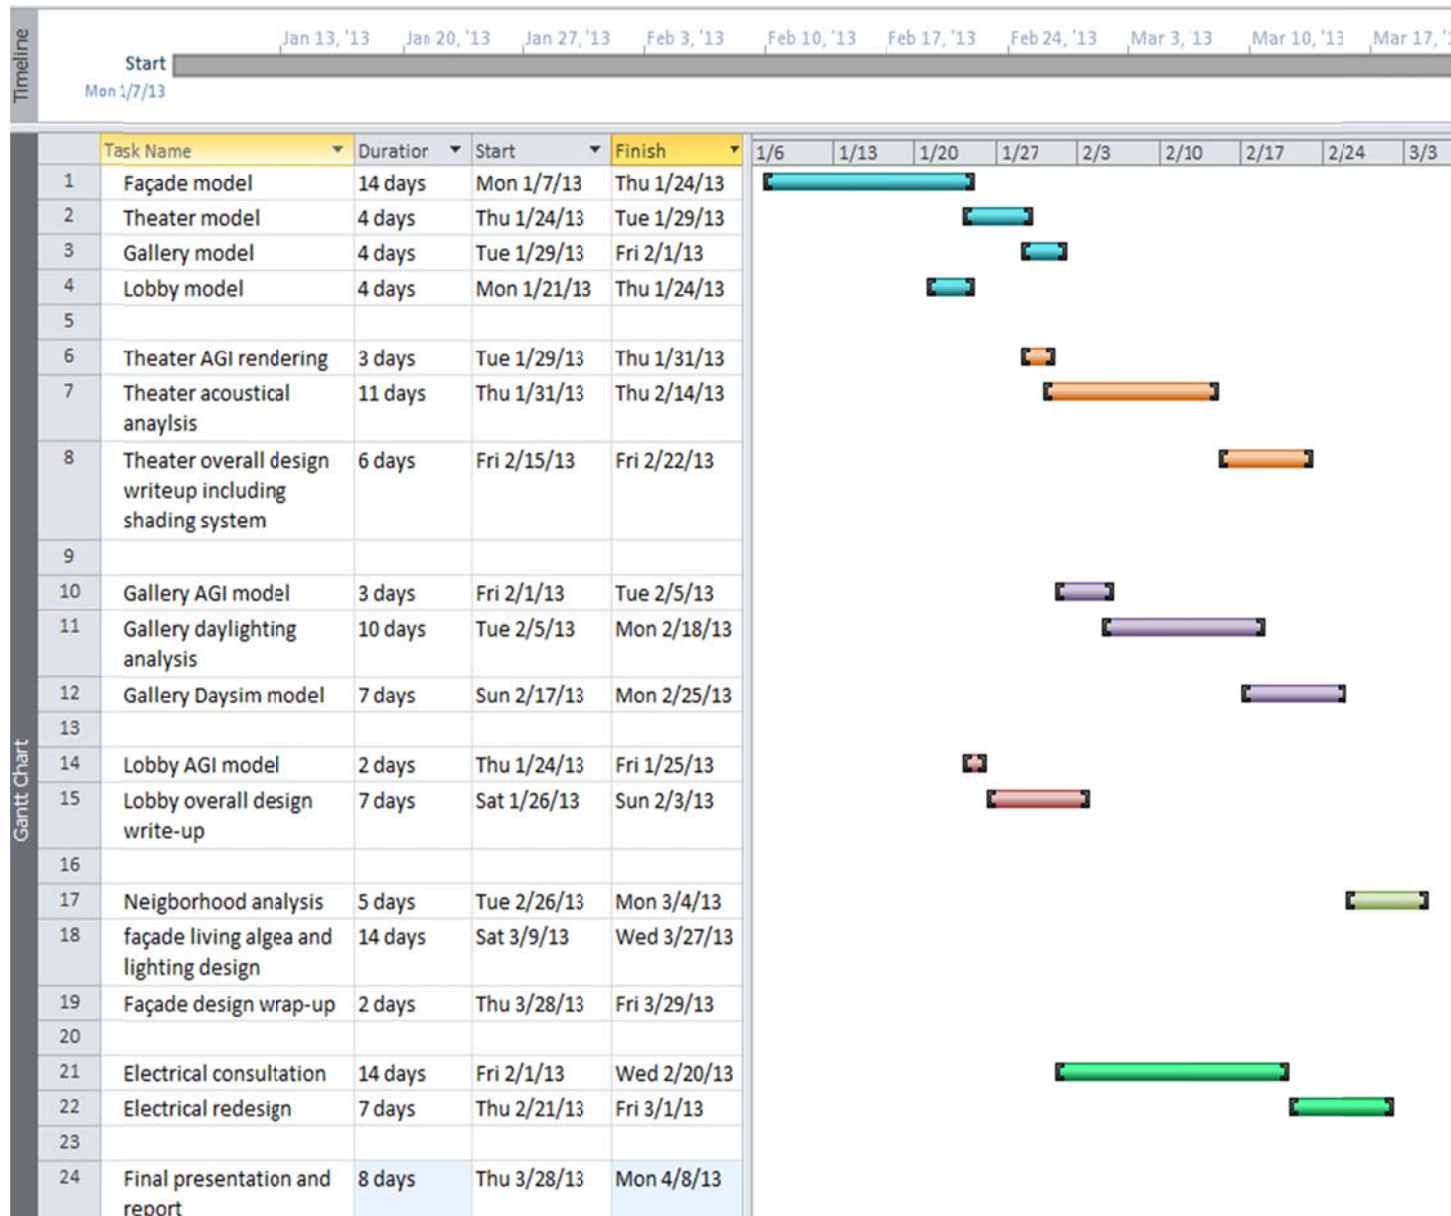 Timeline
Jan 13, '13 Jan 20, '13 Jan 27, '13 Feb 3, '13 Feb 10, '13 Feb 17, '13 Feb 24, '13 Mar 3, '13 Mar 10, '13 Mar 17, '1
Start
Mon 1/7/13
Gantt Chart
Task Name Duration Start Finish 1/6 1/13 1/20 1/27 2/3 2/10 2/17 2/24 3/3
1 Façade model 14 days Mon 1/7/13 Thu 1/24/13
2 Theater model 4 days Thu 1/24/13 Tue 1/29/13
3 Gallery model 4 days Tue 1/29/13 Fri 2/1/13
4 Lobby model 4 days Mon 1/21/13 Thu 1/24/13
5
6 Theater AGI rendering 3 days Tue 1/29/13 Thu 1/31/13
7 Theater acoustical 11 days Thu 1/31/13 Thu 2/14/13
anaylsis
8 Theater overall design 6 days Fri 2/15/13 Fri 2/22/13
writeup including
shading system
9
10 Gallery AGI model 3 days Fri 2/1/13 Tue 2/5/13
11 Gallery daylighting 10 days Tue 2/5/13 Mon 2/18/13
analysis
12 Gallery Daysim model 7 days Sun 2/17/13 Mon 2/25/13
13
14 Lobby AGI model 2 days Thu 1/24/13 Fri 1/25/13
15 Lobby overall design 7 days Sat 1/26/13 Sun 2/3/13
write-up
16
17 Neigborhood analysis 5 days Tue 2/26/13 Mon 3/4/13
18 façade living algea and 14 days Sat 3/9/13 Wed 3/27/13
lighting design
19 Façade design wrap-up 2 days Thu 3/28/13 Fri 3/29/13
20
21 Electrical consultation 14 days Fri 2/1/13 Wed 2/20/13
22 Electrical redesign 7 days Thu 2/21/13 Fri 3/1/13
23
24 Final presentation and 8 days Thu 3/28/13 Mon 4/8/13
report